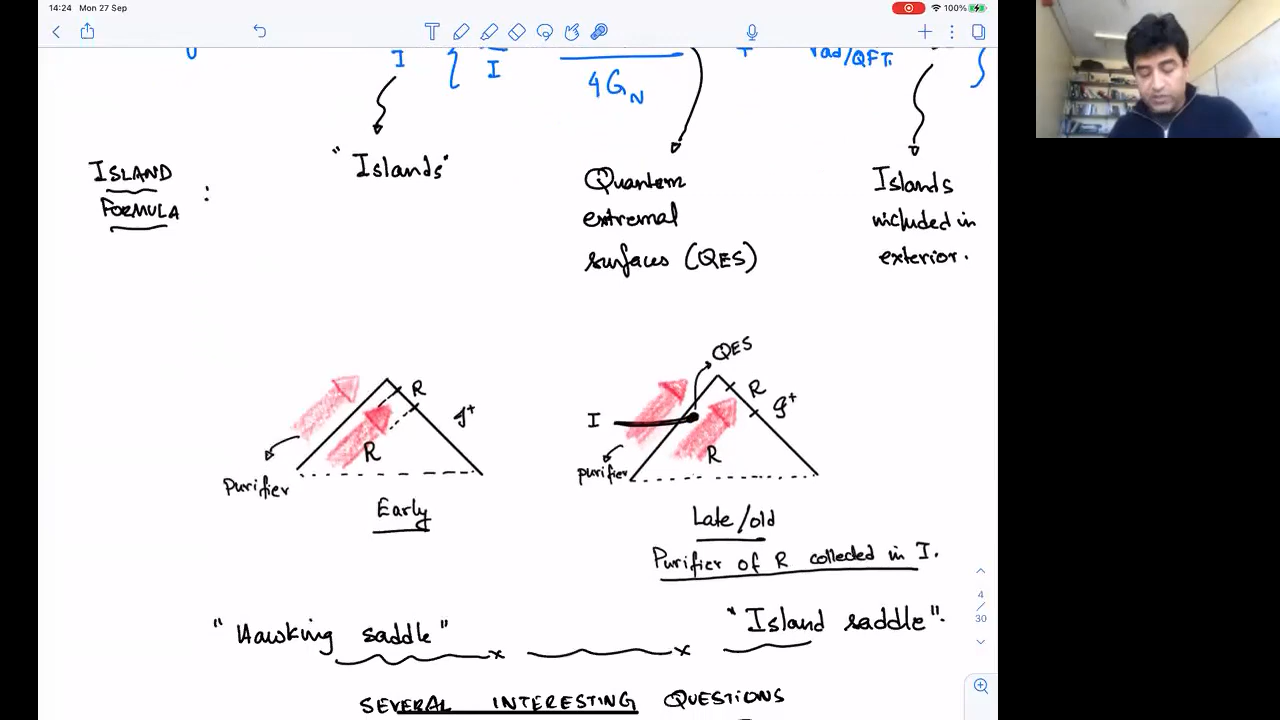 14:24 Mon 27 Sep
100%
I
I
4G_N
rad/QFT.
ISLAND
FORMULA :
"Islands"
Quantum
extremal
surfaces (QES)
Islands
included in
exterior.
R
g+
R
purifier
Early
QES
R
g+
I
R
purifier
Late/old
Purifier of R collected in I.
"Hawking saddle"
"Island saddle".
SEVERAL INTERESTING QUESTIONS
4
/
30